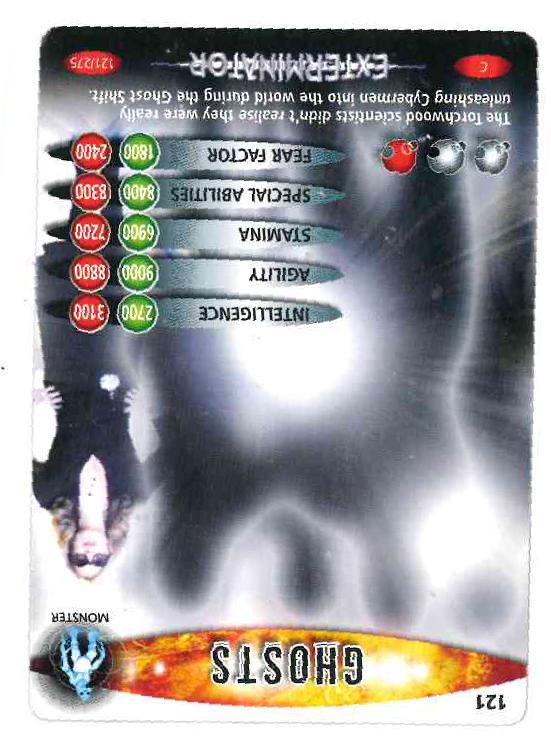 121
GHOSTS
MONSTER
INTELLIGENCE 2700 3100
AGILITY 9000 8800
STAMINA 6900 7200
SPECIAL ABILITIES 8400 8300
FEAR FACTOR 1800 2400
The Torchwood scientists didn't realise they were really
unleashing Cybermen into the world during the Ghost Shift.
C EXTERMINATOR 121/275